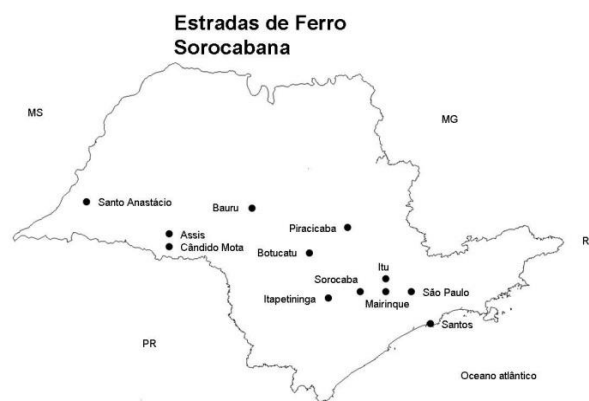 Estradas de Ferro
Sorocabana
MS
MG
Santo Anastácio
Bauru
Piracicaba
Assis
R
Cândido Mota
Botucatu
Itu
Sorocaba
São Paulo
Itapetininga
Mairinque
Santos
PR
Oceano atlântico